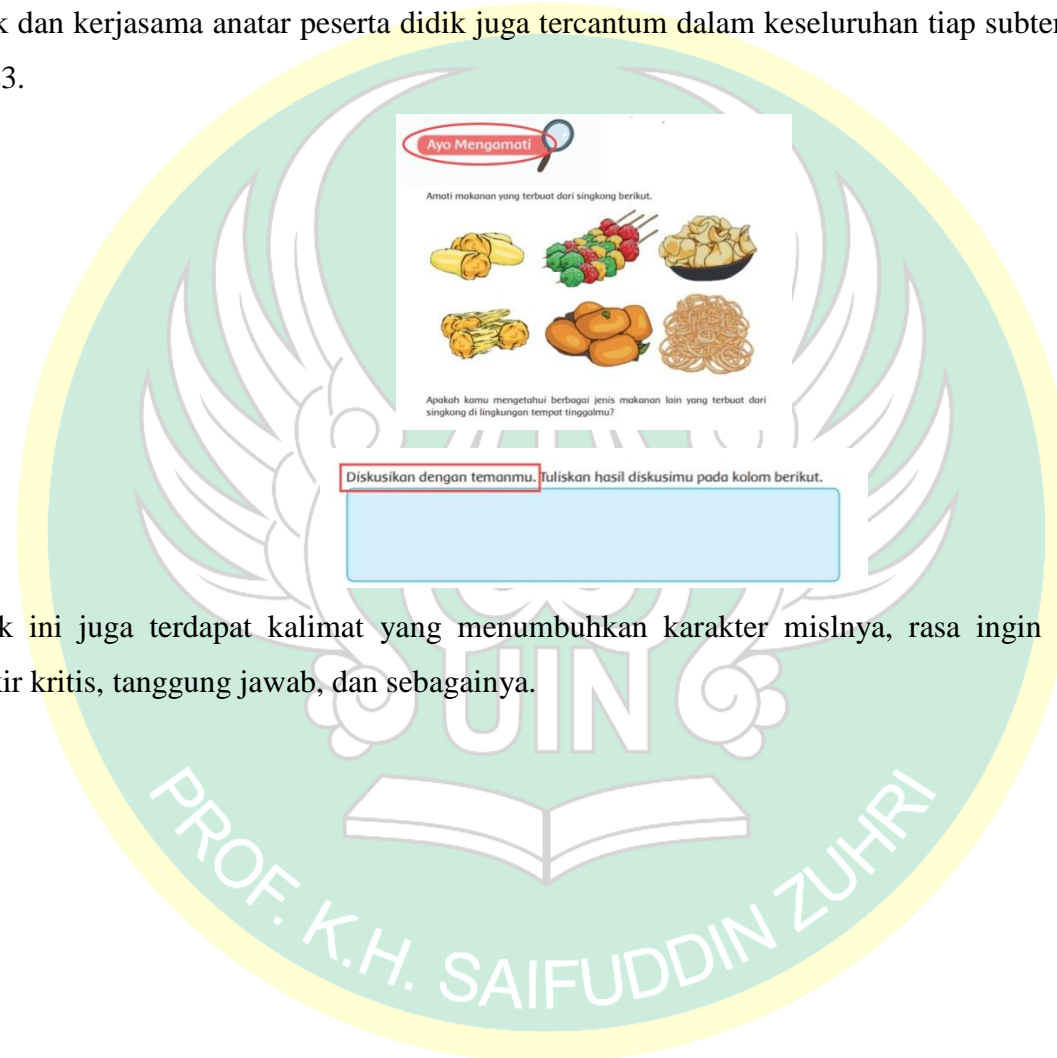 k dan kerjasama anatar peserta didik juga tercantum dalam keseluruhan tiap subte
3.
Ayo Mengamati
Amati makanan yang terbuat dari singkong berikut.
Apakah kamu mengetahui berbagai jenis makanan lain yang terbuat dari
singkong di lingkungan tempat tinggalmu?
Diskusikan dengan temanmu. Tuliskan hasil diskusimu pada kolom berikut.
k ini juga terdapat kalimat yang menumbuhkan karakter mislnya, rasa ingin
ir kritis, tanggung jawab, dan sebagainya.
UIN
PROF. K.H. SAIFUDDIN ZUHRI